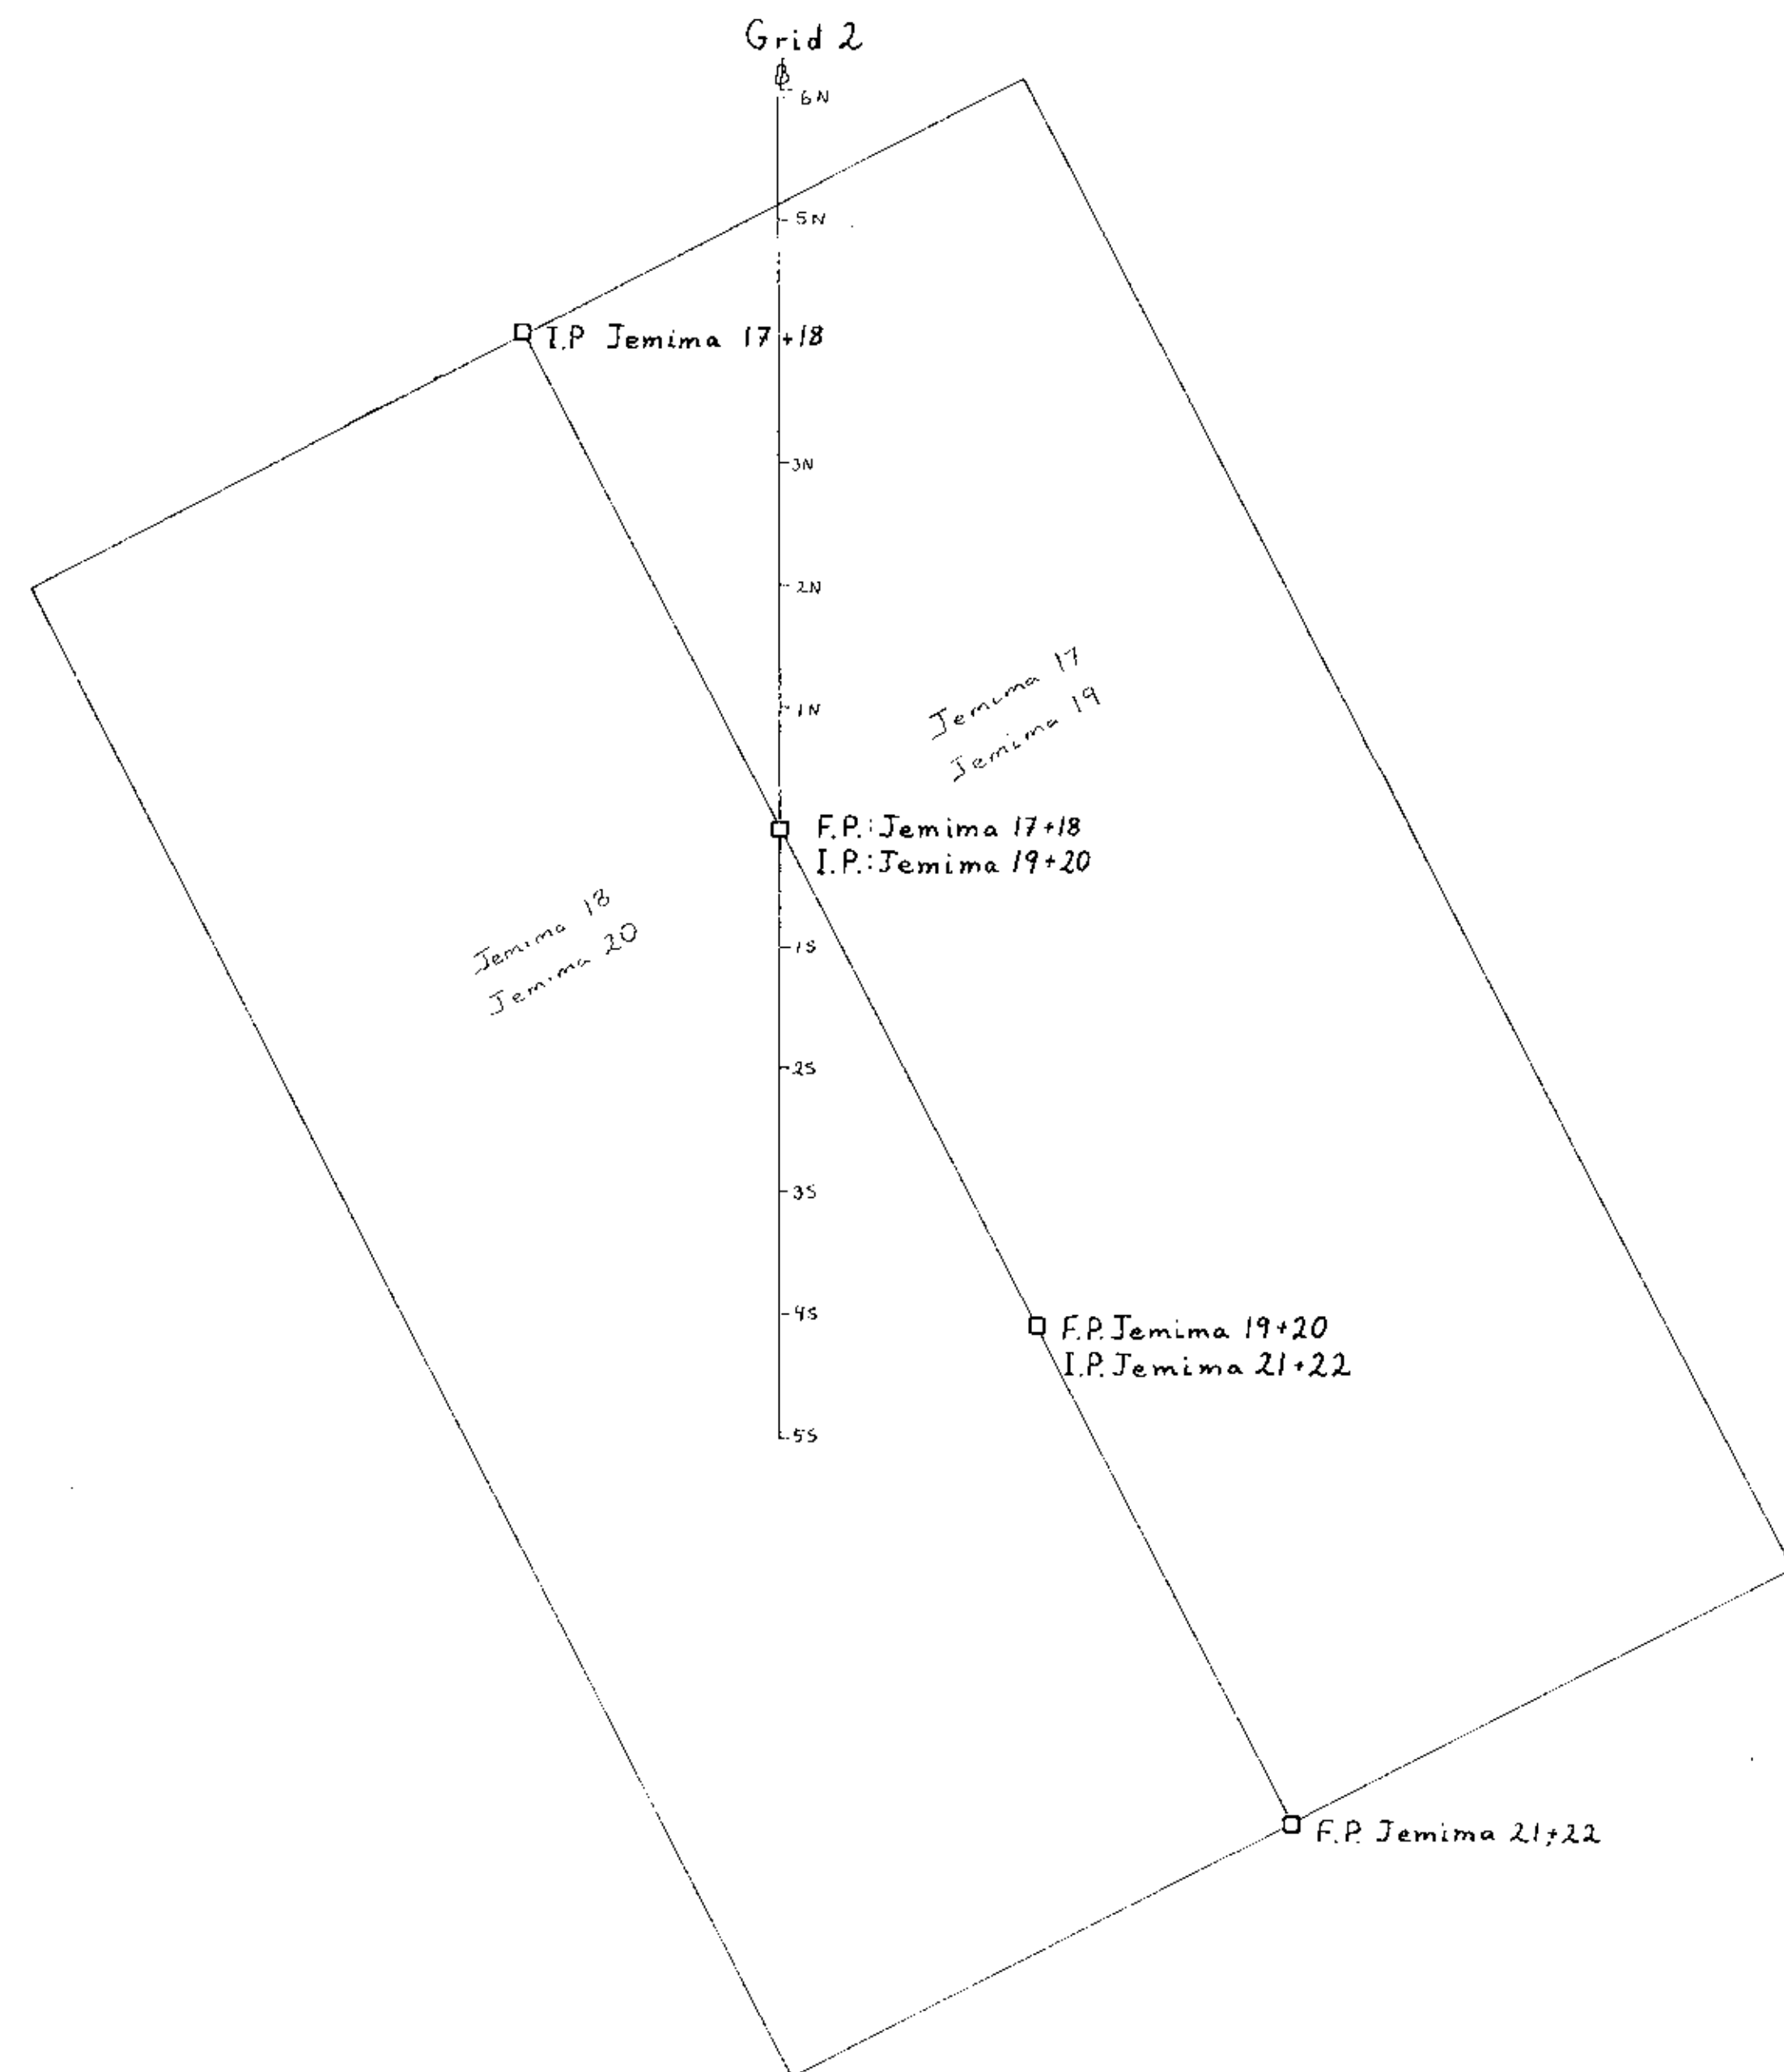 Grid 2
6N
5N
I.P Jemima 17+18
3N
2N
1N
Jemima 17
Jemima 19
F.P.: Jemima 17+18
I.P.: Jemima 19+20
Jemima 18
Jemima 20
1S
2S
3S
4S
F.P. Jemima 19+20
I.P. Jemima 21+22
5S
F.P. Jemima 21+22